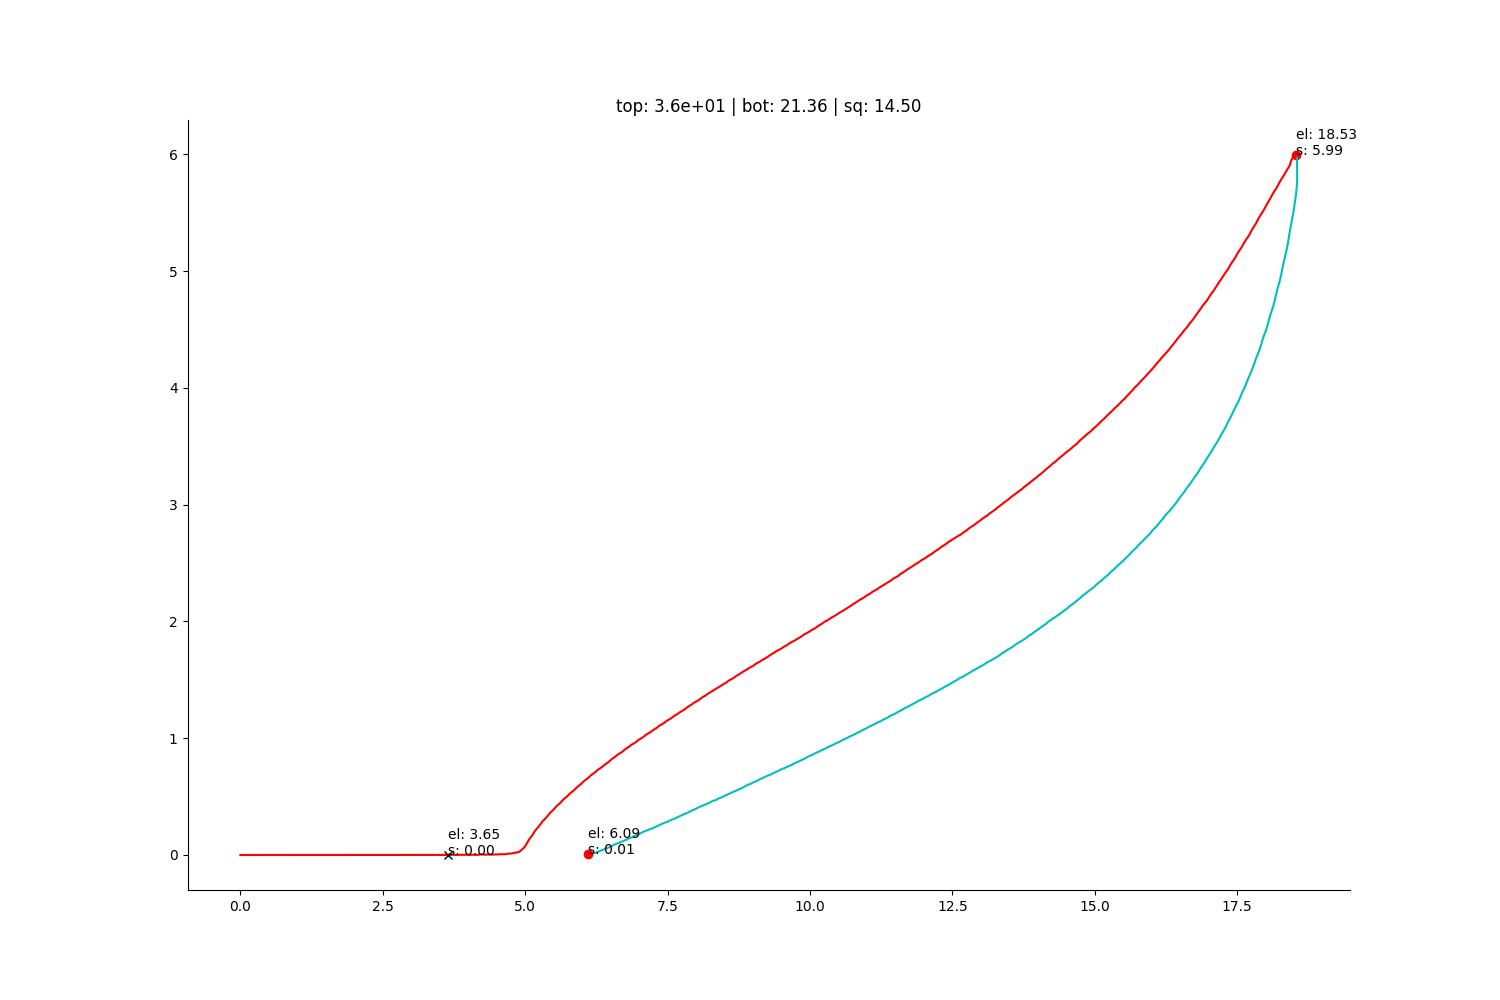 top: 3.6e+01 | bot: 21.36 | sq: 14.50
el: 18.53
s: 5.99
6
5
4
3
2
1
0
el: 3.65
s: 0.00
el: 6.09
s: 0.01
0.0
2.5
5.0
7.5
10.0
12.5
15.0
17.5